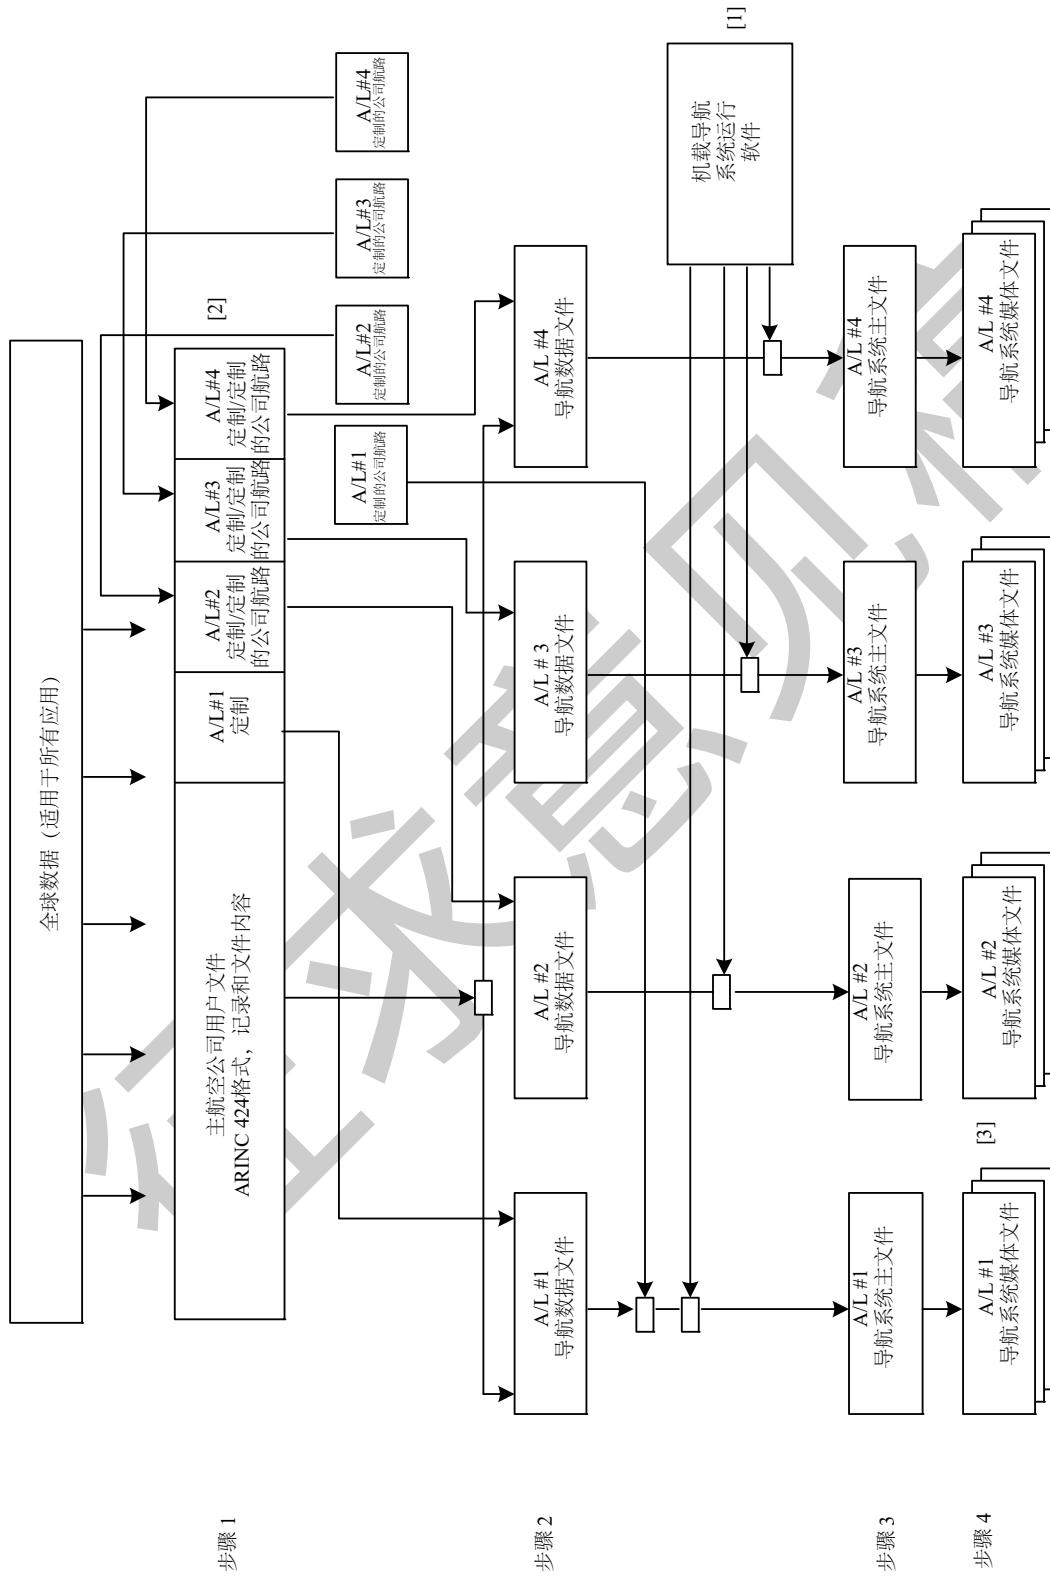 全球数据（适用于所有应用）
步骤 1
主航空公司用户文件
ARINC 424格式，记录和文件内容
A/L#1
定制
A/L#2
定制/定制
的公司航路
A/L#3
定制/定制
的公司航路
A/L#4
定制/定制
的公司航路
[2]
A/L#1
定制的公司航路
A/L#2
定制的公司航路
A/L#3
定制的公司航路
A/L#4
定制的公司航路
步骤 2
A/L #1
导航数据文件
A/L #2
导航数据文件
A/L # 3
导航数据文件
A/L #4
导航数据文件
机载导航
系统运行
软件
[1]
步骤 3
A/L #1
导航系统主文件
A/L #2
导航系统主文件
A/L #3
导航系统主文件
A/L #4
导航系统主文件
步骤 4
A/L #1
导航系统媒体文件
[3]
A/L #2
导航系统媒体文件
A/L #3
导航系统媒体文件
A/L #4
导航系统媒体文件
征求意见稿